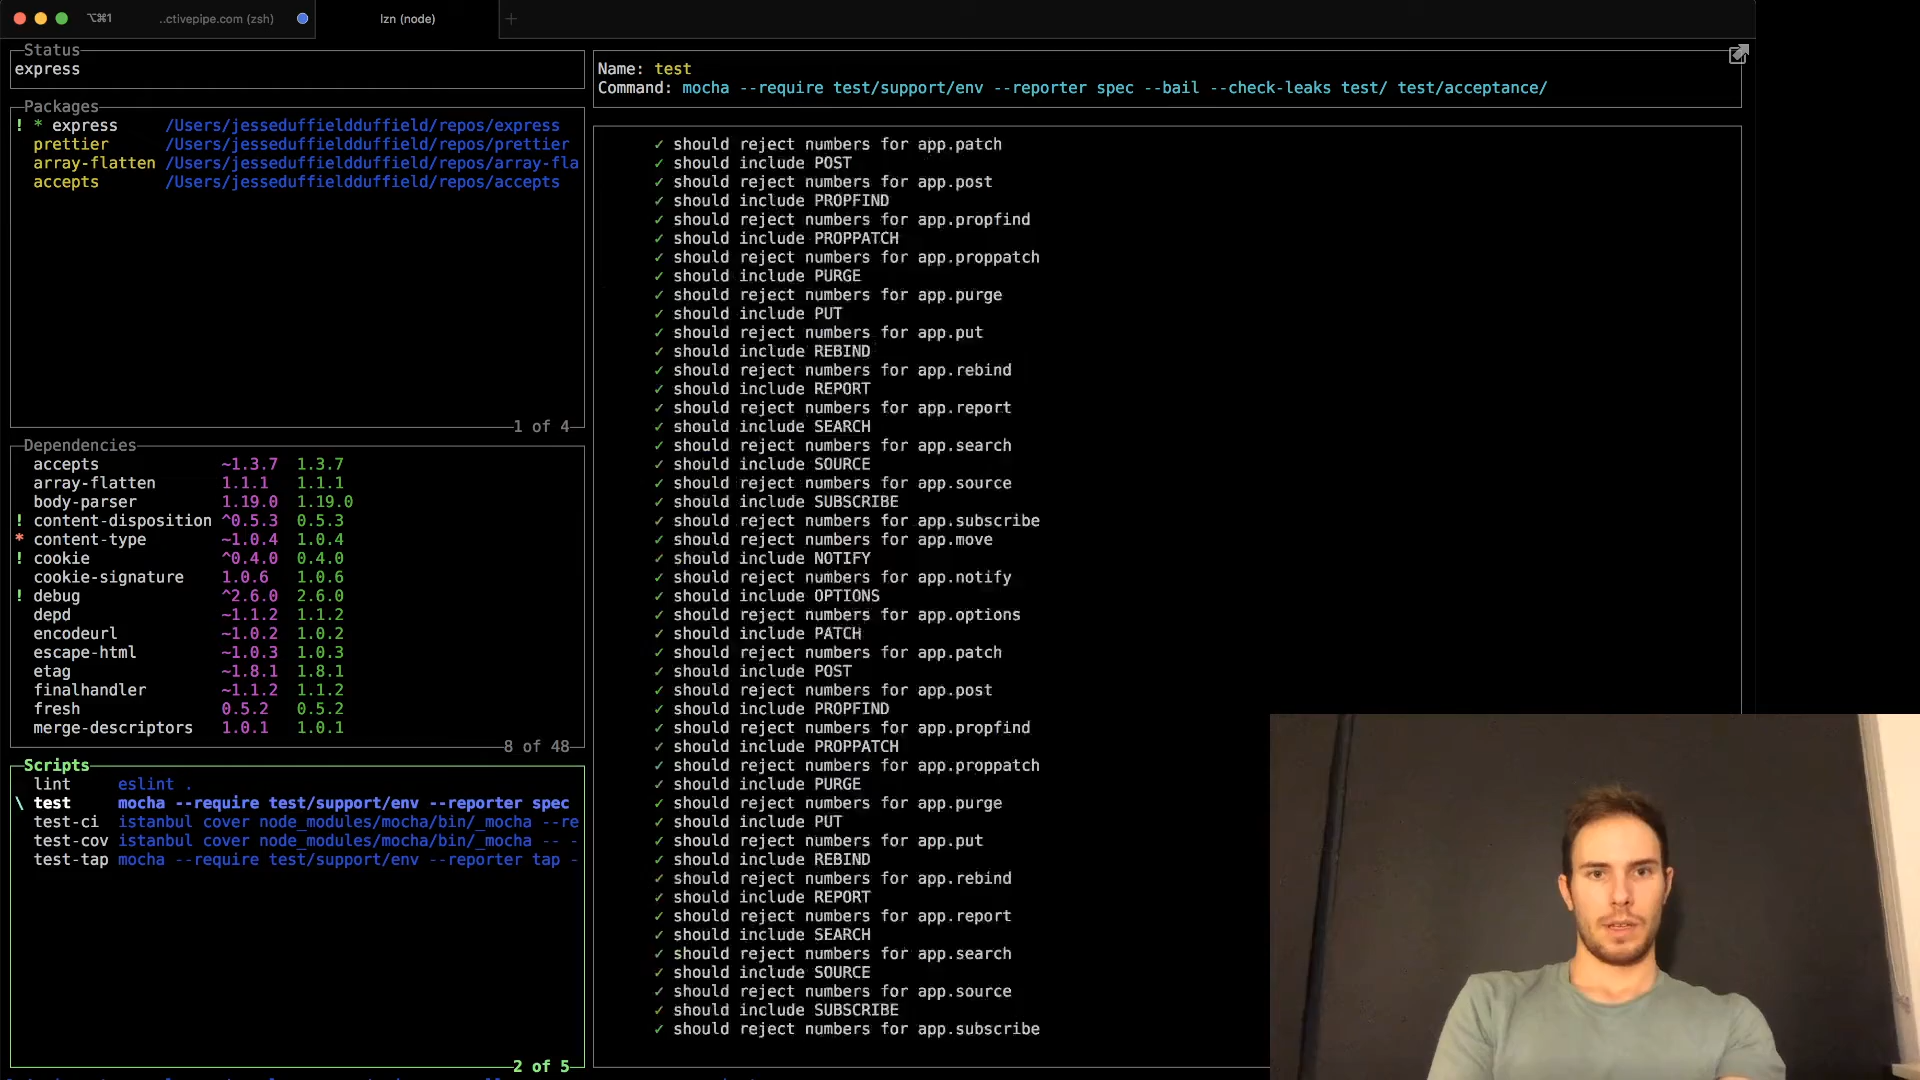 ⌥⌘1
..ctivepipe.com (zsh)
lzn (node)
Status
express
Packages
! * express /Users/jesseduffieldduffield/repos/express
prettier /Users/jesseduffieldduffield/repos/prettier
array-flatten /Users/jesseduffieldduffield/repos/array-fla
accepts /Users/jesseduffieldduffield/repos/accepts
1 of 4
Dependencies
accepts ~1.3.7 1.3.7
array-flatten 1.1.1 1.1.1
body-parser 1.19.0 1.19.0
! content-disposition ^0.5.3 0.5.3
* content-type ~1.0.4 1.0.4
! cookie ^0.4.0 0.4.0
cookie-signature 1.0.6 1.0.6
! debug ^2.6.0 2.6.0
depd ~1.1.2 1.1.2
encodeurl ~1.0.2 1.0.2
escape-html ~1.0.3 1.0.3
etag ~1.8.1 1.8.1
finalhandler ~1.1.2 1.1.2
fresh 0.5.2 0.5.2
merge-descriptors 1.0.1 1.0.1
8 of 48
Scripts
lint eslint .
\ test mocha --require test/support/env --reporter spec
test-ci istanbul cover node_modules/mocha/bin/_mocha --re
test-cov istanbul cover node_modules/mocha/bin/_mocha -- -
test-tap mocha --require test/support/env --reporter tap -
2 of 5
Name: test
Command: mocha --require test/support/env --reporter spec --bail --check-leaks test/ test/acceptance/
✓ should reject numbers for app.patch
✓ should include POST
✓ should reject numbers for app.post
✓ should include PROPFIND
✓ should reject numbers for app.propfind
✓ should include PROPPATCH
✓ should reject numbers for app.proppatch
✓ should include PURGE
✓ should reject numbers for app.purge
✓ should include PUT
✓ should reject numbers for app.put
✓ should include REBIND
✓ should reject numbers for app.rebind
✓ should include REPORT
✓ should reject numbers for app.report
✓ should include SEARCH
✓ should reject numbers for app.search
✓ should include SOURCE
✓ should reject numbers for app.source
✓ should include SUBSCRIBE
✓ should reject numbers for app.subscribe
✓ should reject numbers for app.move
✓ should include NOTIFY
✓ should reject numbers for app.notify
✓ should include OPTIONS
✓ should reject numbers for app.options
✓ should include PATCH
✓ should reject numbers for app.patch
✓ should include POST
✓ should reject numbers for app.post
✓ should include PROPFIND
✓ should reject numbers for app.propfind
✓ should include PROPPATCH
✓ should reject numbers for app.proppatch
✓ should include PURGE
✓ should reject numbers for app.purge
✓ should include PUT
✓ should reject numbers for app.put
✓ should include REBIND
✓ should reject numbers for app.rebind
✓ should include REPORT
✓ should reject numbers for app.report
✓ should include SEARCH
✓ should reject numbers for app.search
✓ should include SOURCE
✓ should reject numbers for app.source
✓ should include SUBSCRIBE
✓ should reject numbers for app.subscribe